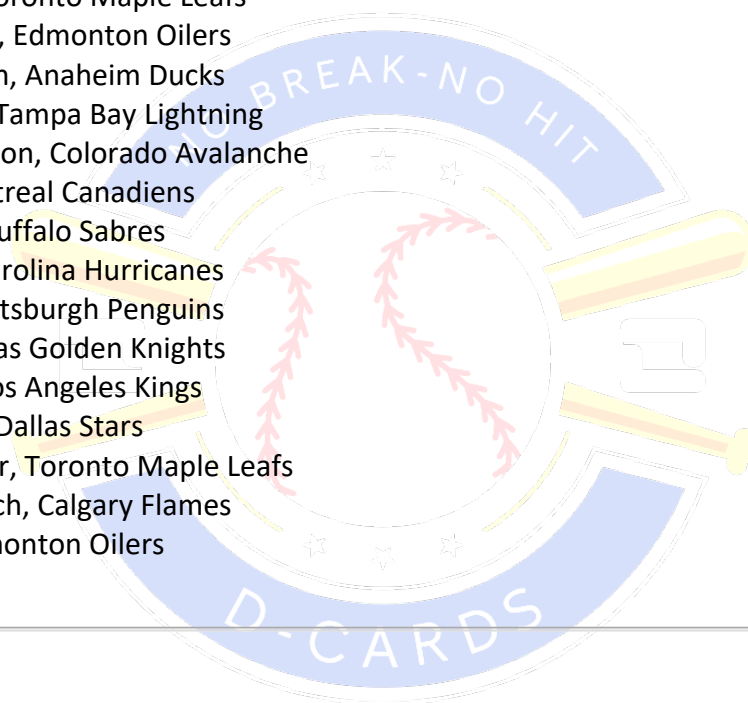 Toronto Maple Leafs
, Edmonton Oilers
n, Anaheim Ducks
Tampa Bay Lightning
on, Colorado Avalanche
treal Canadiens
uffalo Sabres
rolina Hurricanes
ttsburgh Penguins
as Golden Knights
os Angeles Kings
Dallas Stars
r, Toronto Maple Leafs
ch, Calgary Flames
monton Oilers
NO BREAK-NO HIT
D-CARDS